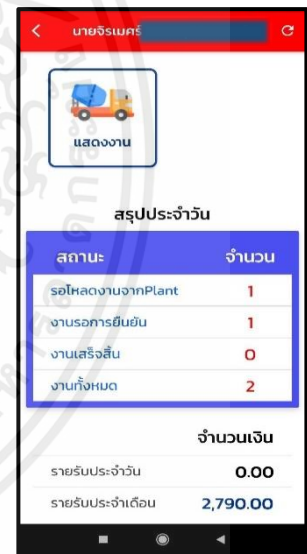 นายจิรเมศร์
แสดงงาน
สรุปประจำวัน
สถานะ จำนวน
รอโหลดงานจากPlant 1
งานรอการยืนยัน 1
งานเสร็จสิ้น 0
งานทั้งหมด 2
จำนวนเงิน
รายรับประจำวัน 0.00
รายรับประจำเดือน 2,790.00